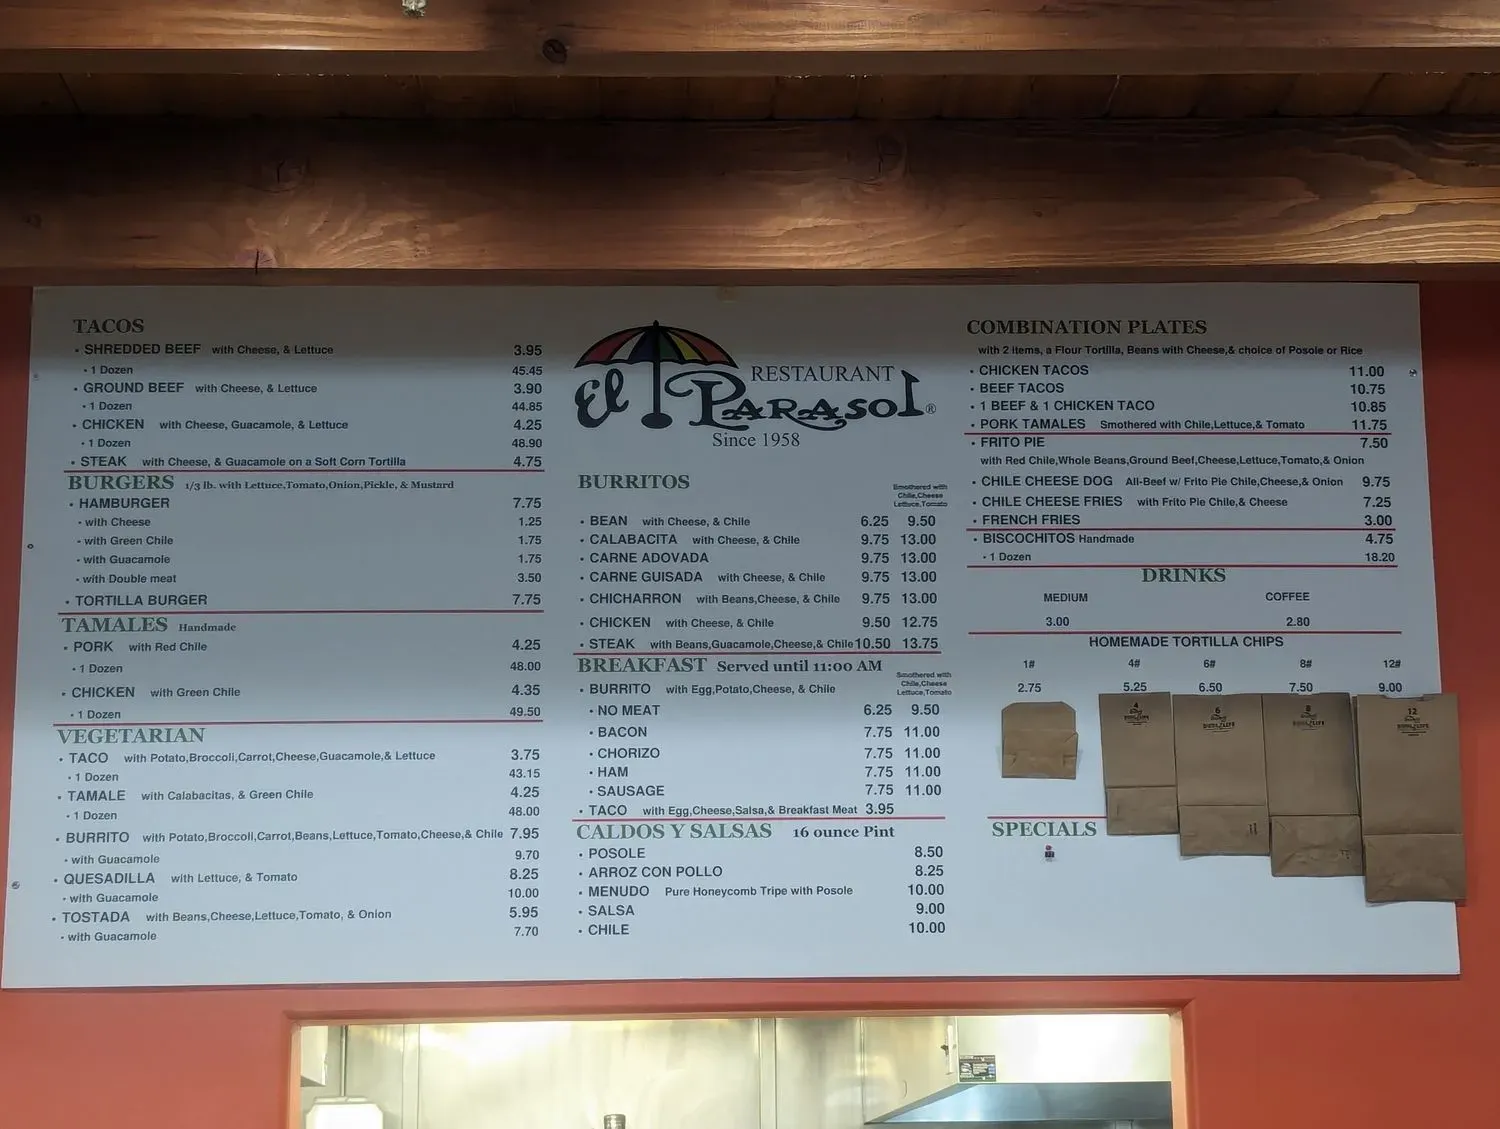 TACOS
• SHREDDED BEEF with Cheese, & Lettuce 3.95
• 1 Dozen 45.45
• GROUND BEEF with Cheese, & Lettuce 3.90
• 1 Dozen 44.85
• CHICKEN with Cheese, Guacamole, & Lettuce 4.25
• 1 Dozen 48.90
• STEAK with Cheese, & Guacamole on a Soft Corn Tortilla 4.75
BURGERS 1/3 lb. with Lettuce,Tomato,Onion,Pickle, & Mustard
• HAMBURGER 7.75
• with Cheese 1.25
• with Green Chile 1.75
• with Guacamole 1.75
• with Double meat 3.50
• TORTILLA BURGER 7.75
TAMALES Handmade
• PORK with Red Chile 4.25
• 1 Dozen 48.00
• CHICKEN with Green Chile 4.35
• 1 Dozen 49.50
VEGETARIAN
• TACO with Potato,Broccoli,Carrot,Cheese,Guacamole,& Lettuce 3.75
• 1 Dozen 43.15
• TAMALE with Calabacitas, & Green Chile 4.25
• 1 Dozen 48.00
• BURRITO with Potato,Broccoli,Carrot,Beans,Lettuce,Tomato,Cheese,& Chile 7.95
• with Guacamole 9.70
• QUESADILLA with Lettuce, & Tomato 8.25
• with Guacamole 10.00
• TOSTADA with Beans,Cheese,Lettuce,Tomato, & Onion 5.95
• with Guacamole 7.70
RESTAURANT
El Parasol®
Since 1958
BURRITOS
Smothered with
Chile,Cheese
Lettuce,Tomato
• BEAN with Cheese, & Chile 6.25 9.50
• CALABACITA with Cheese, & Chile 9.75 13.00
• CARNE ADOVADA 9.75 13.00
• CARNE GUISADA with Cheese, & Chile 9.75 13.00
• CHICHARRON with Beans,Cheese, & Chile 9.75 13.00
• CHICKEN with Cheese, & Chile 9.50 12.75
• STEAK with Beans,Guacamole,Cheese,& Chile 10.50 13.75
BREAKFAST Served until 11:00 AM
Smothered with
Chile,Cheese
Lettuce,Tomato
• BURRITO with Egg,Potato,Cheese, & Chile
• NO MEAT 6.25 9.50
• BACON 7.75 11.00
• CHORIZO 7.75 11.00
• HAM 7.75 11.00
• SAUSAGE 7.75 11.00
• TACO with Egg,Cheese,Salsa,& Breakfast Meat 3.95
CALDOS Y SALSAS 16 ounce Pint
• POSOLE 8.50
• ARROZ CON POLLO 8.25
• MENUDO Pure Honeycomb Tripe with Posole 10.00
• SALSA 9.00
• CHILE 10.00
COMBINATION PLATES
with 2 items, a Flour Tortilla, Beans with Cheese,& choice of Posole or Rice
• CHICKEN TACOS 11.00
• BEEF TACOS 10.75
• 1 BEEF & 1 CHICKEN TACO 10.85
• PORK TAMALES Smothered with Chile,Lettuce,& Tomato 11.75
• FRITO PIE 7.50
with Red Chile,Whole Beans,Ground Beef,Cheese,Lettuce,Tomato,& Onion
• CHILE CHEESE DOG All-Beef w/ Frito Pie Chile,Cheese,& Onion 9.75
• CHILE CHEESE FRIES with Frito Pie Chile,& Cheese 7.25
• FRENCH FRIES 3.00
• BISCOCHITOS Handmade 4.75
• 1 Dozen 18.20
DRINKS
MEDIUM COFFEE
3.00 2.80
HOMEMADE TORTILLA CHIPS
1# 4# 6# 8# 12#
2.75 5.25 6.50 7.50 9.00
4 6 8 12
SPECIALS